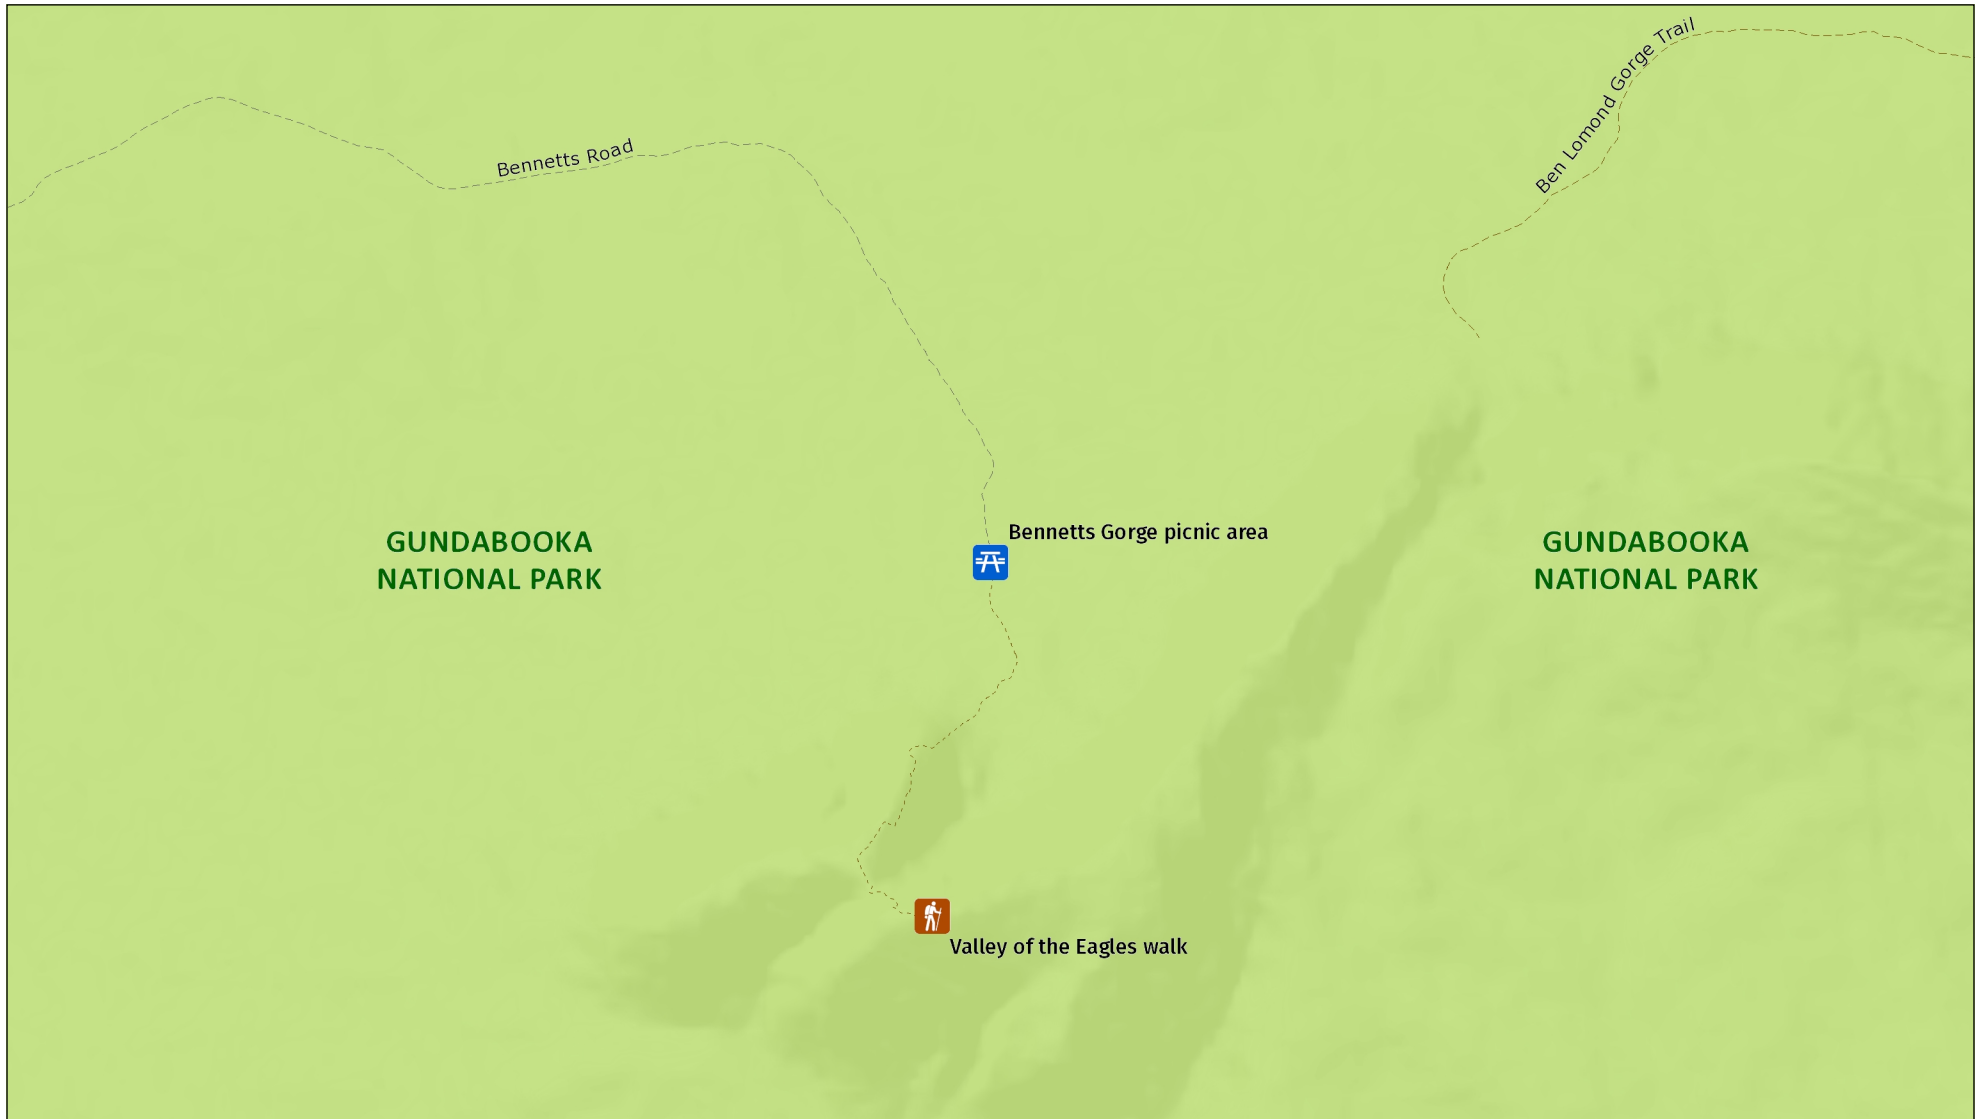 Ben Lomond Gorge Trail
Bennetts Road
Bennetts Gorge picnic area
GUNDABOOKA
NATIONAL PARK
GUNDABOOKA
NATIONAL PARK
Valley of the Eagles walk